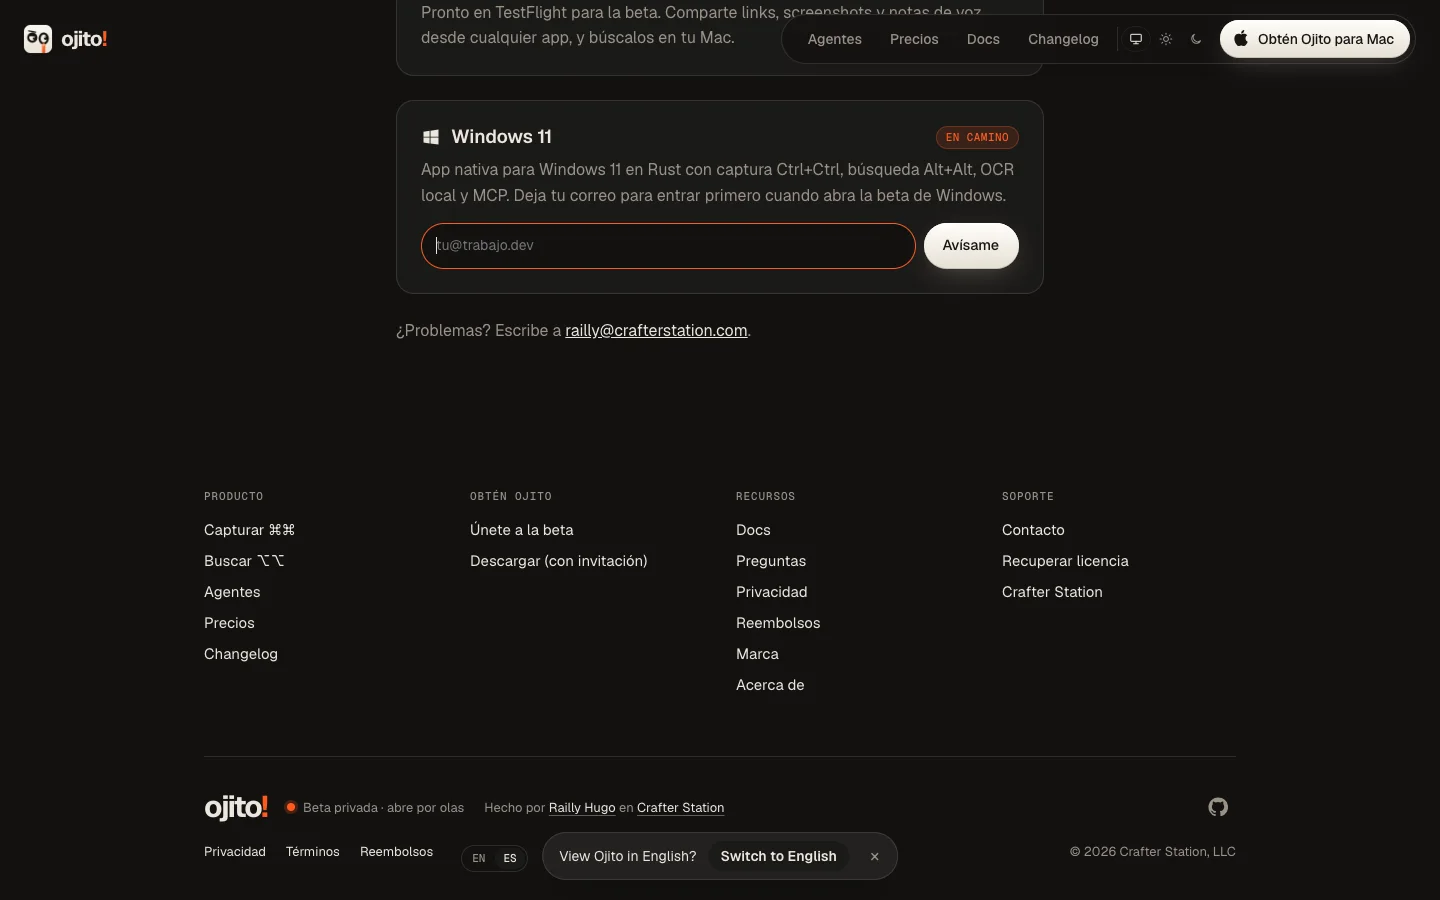 ojito!
Pronto en TestFlight para la beta. Comparte links, screenshots y notas de voz
desde cualquier app, y búscalos en tu Mac.
Agentes
Precios
Docs
Changelog
Obtén Ojito para Mac
Windows 11
EN CAMINO
App nativa para Windows 11 en Rust con captura Ctrl+Ctrl, búsqueda Alt+Alt, OCR
local y MCP. Deja tu correo para entrar primero cuando abra la beta de Windows.
tu@trabajo.dev
Avísame
¿Problemas? Escribe a railly@crafterstation.com.
PRODUCTO
Capturar ⌘⌘
Buscar ⌥⌥
Agentes
Precios
Changelog
OBTÉN OJITO
Únete a la beta
Descargar (con invitación)
RECURSOS
Docs
Preguntas
Privacidad
Reembolsos
Marca
Acerca de
SOPORTE
Contacto
Recuperar licencia
Crafter Station
ojito!
Beta privada · abre por olas
Hecho por Railly Hugo en Crafter Station
Privacidad
Términos
Reembolsos
EN ES
View Ojito in English?
Switch to English
×
© 2026 Crafter Station, LLC